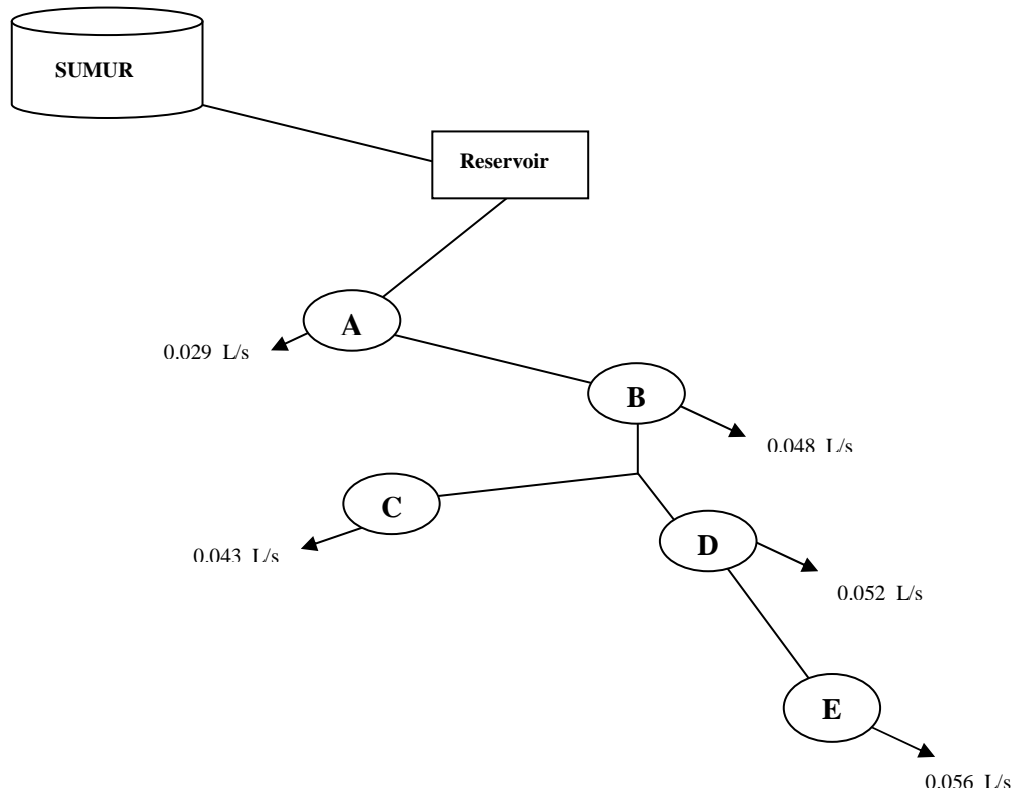 SUMUR
Reservoir
A
0.029 L/s
B
0.048 L/s
C
0.043 L/s
D
0.052 L/s
E
0.056 L/s